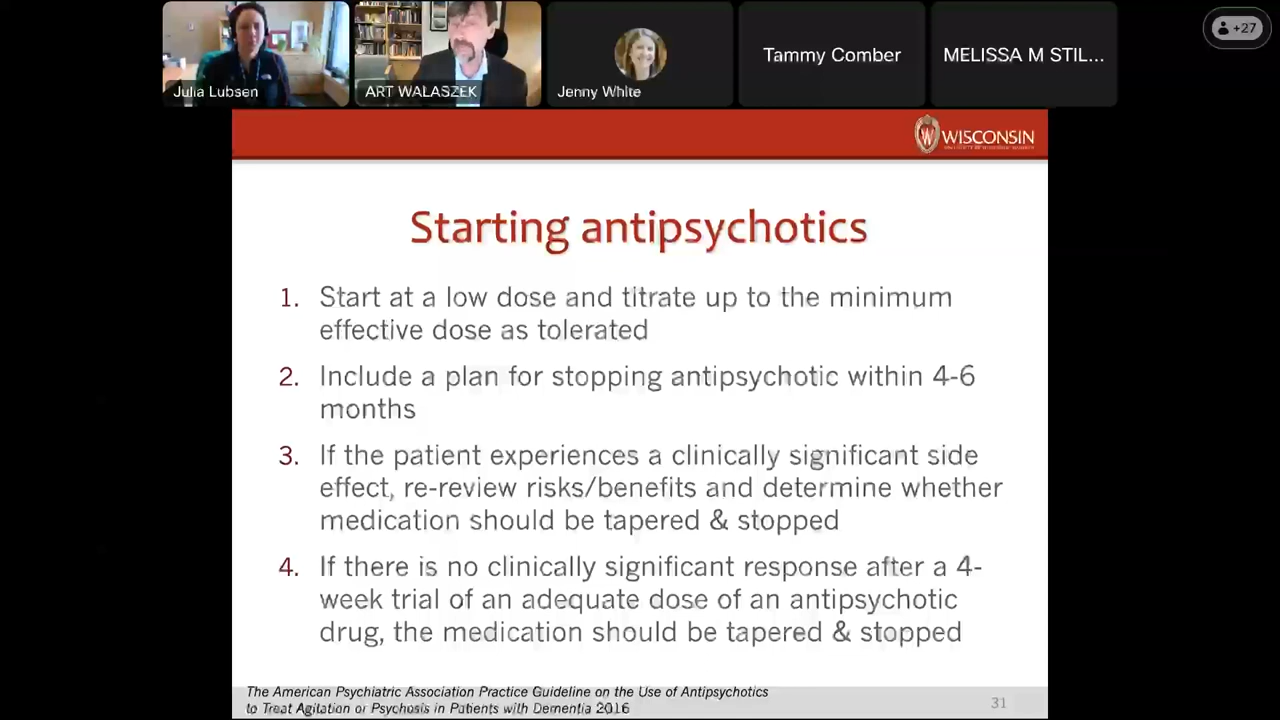 +27
Julia Lubsen
ART WALASZEK
Jenny White
Tammy Comber
MELISSA M STIL...
WISCONSIN
Starting antipsychotics
1. Start at a low dose and titrate up to the minimum
effective dose as tolerated
2. Include a plan for stopping antipsychotic within 4-6
months
3. If the patient experiences a clinically significant side
effect, re-review risks/benefits and determine whether
medication should be tapered & stopped
4. If there is no clinically significant response after a 4-
week trial of an adequate dose of an antipsychotic
drug, the medication should be tapered & stopped
The American Psychiatric Association Practice Guideline on the Use of Antipsychotics
to Treat Agitation or Psychosis in Patients with Dementia 2016
31